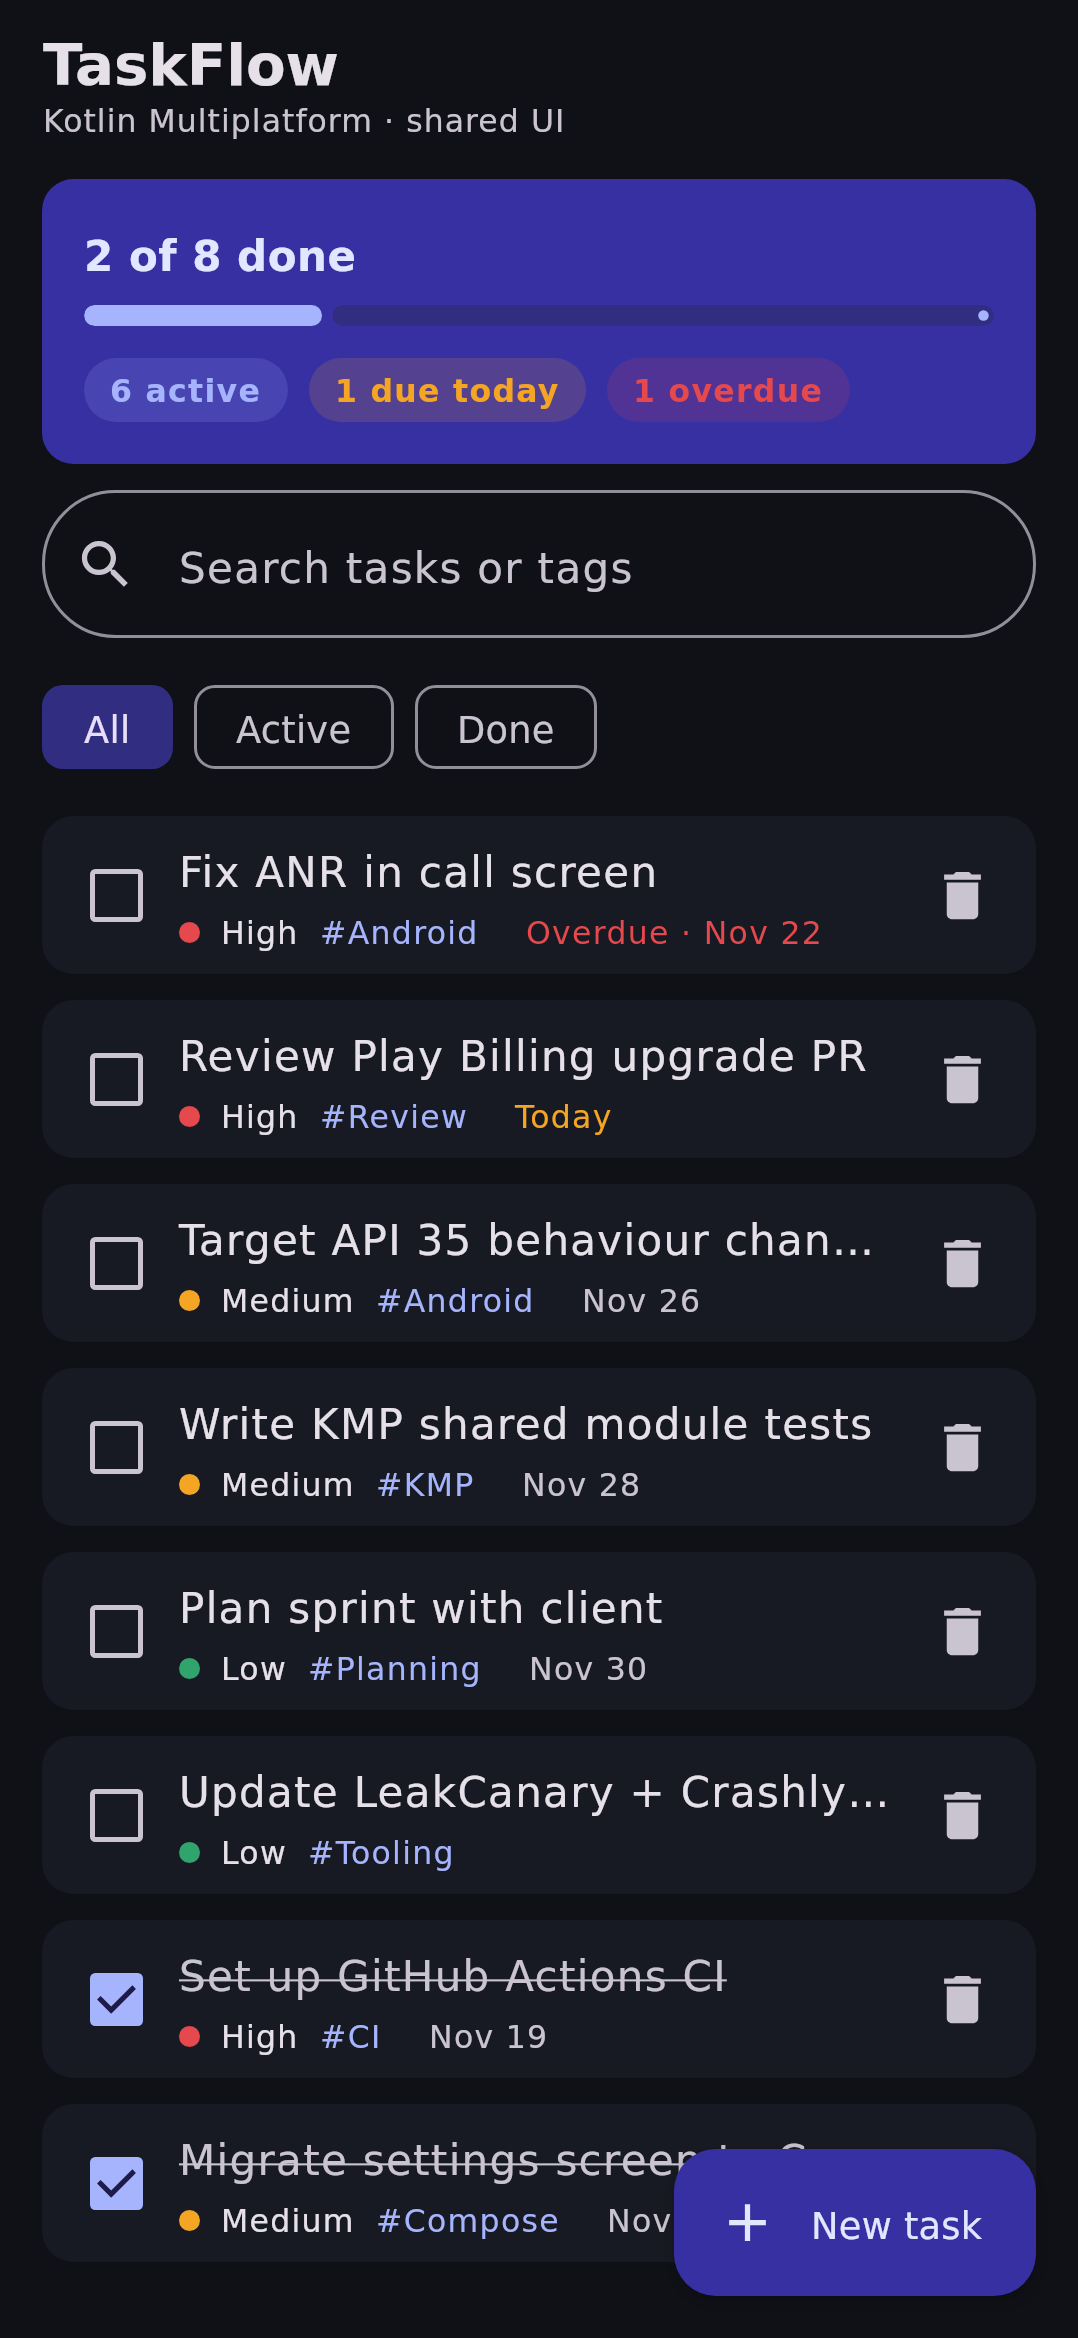 TaskFlow
Kotlin Multiplatform · shared UI
2 of 8 done
6 active 1 due today 1 overdue
Search tasks or tags
All Active Done
Fix ANR in call screen
High #Android Overdue · Nov 22
Review Play Billing upgrade PR
High #Review Today
Target API 35 behaviour chan...
Medium #Android Nov 26
Write KMP shared module tests
Medium #KMP Nov 28
Plan sprint with client
Low #Planning Nov 30
Update LeakCanary + Crashly...
Low #Tooling
Set up GitHub Actions CI
High #CI Nov 19
Migrate settings screen
Medium #Compose Nov
New task